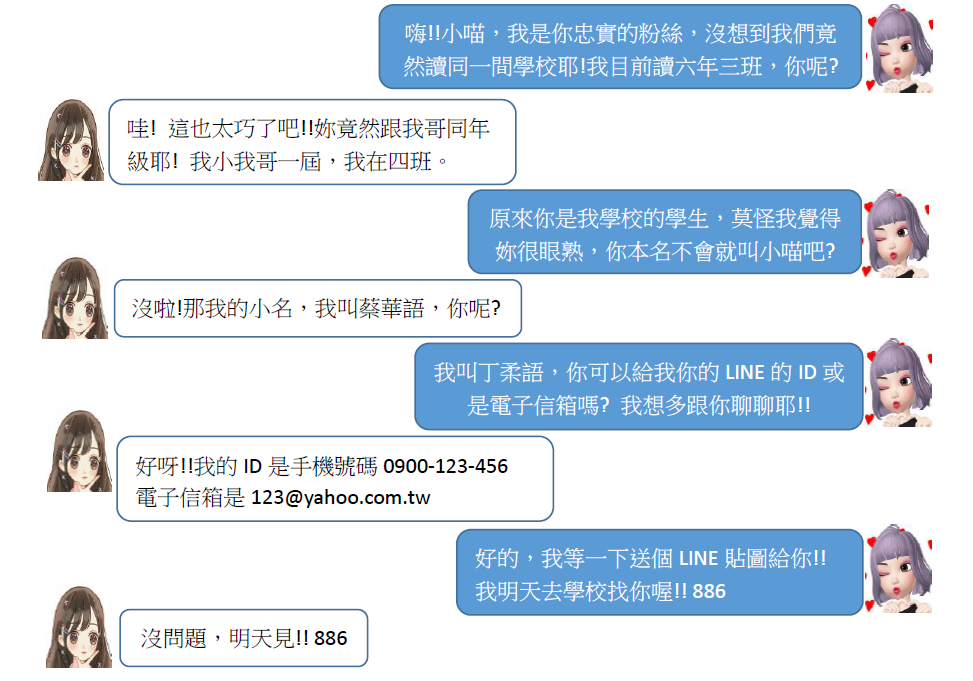 嗨!!小喵，我是你忠實的粉絲，沒想到我們竟
然讀同一間學校耶!我目前讀六年三班，你呢?
哇! 這也太巧了吧!!妳竟然跟我哥同年
級耶! 我小我哥一屆，我在四班。
原來你是我學校的學生，莫怪我覺得
妳很眼熟，你本名不會就叫小喵吧?
沒啦!那我的小名，我叫蔡華語，你呢?
我叫丁柔語，你可以給我你的 LINE 的 ID 或
是電子信箱嗎? 我想多跟你聊聊耶!!
好呀!!我的 ID 是手機號碼 0900-123-456
電子信箱是 123@yahoo.com.tw
好的，我等一下送個 LINE 貼圖給你!!
我明天去學校找你喔!! 886
沒問題，明天見!! 886